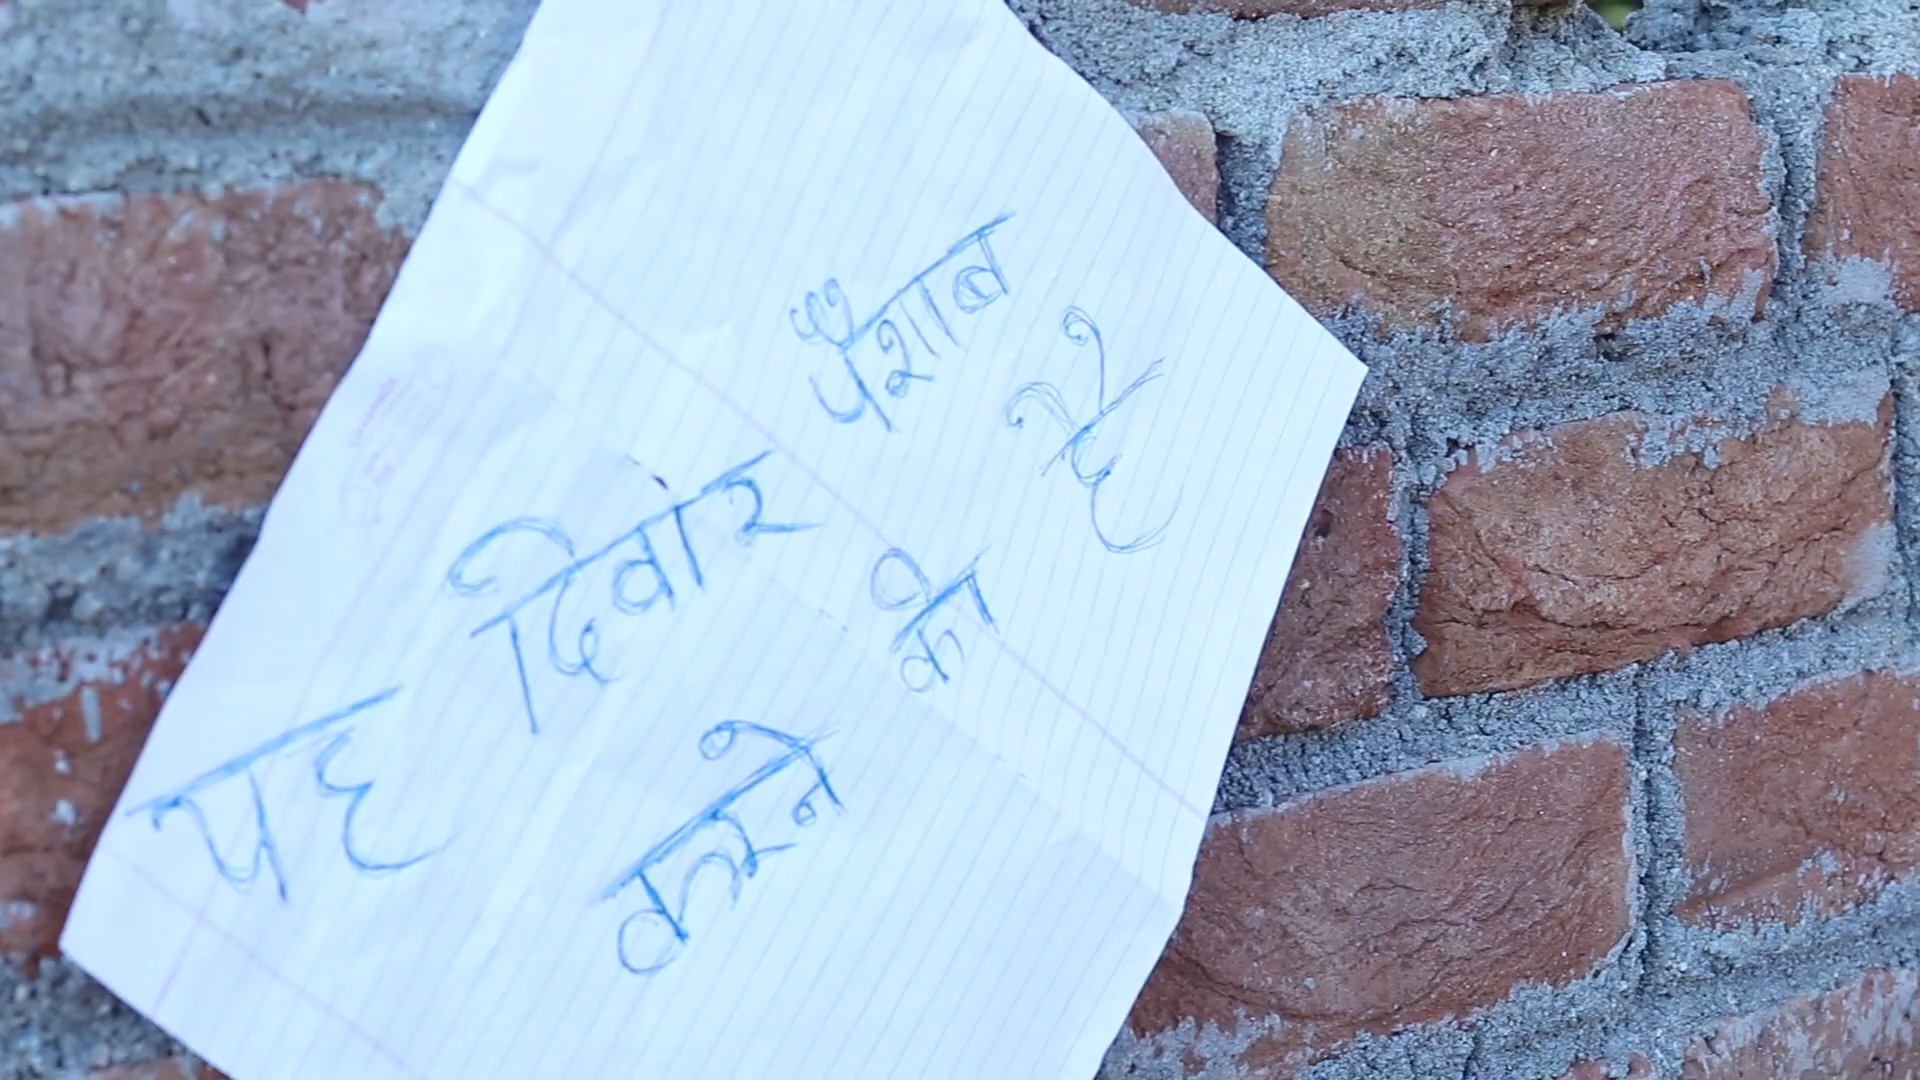 यह दिवार पैशाब
करने की है